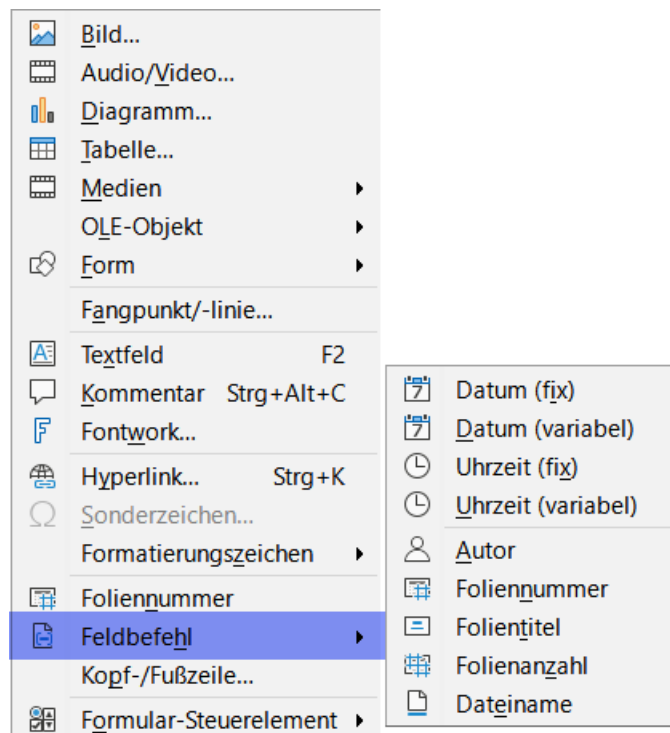 Bild...
Audio/Video...
Diagramm...
Tabelle...
Medien
OLE-Objekt
Form
Fangpunkt/-linie...
Textfeld F2
Kommentar Strg+Alt+C
Fontwork...
Hyperlink... Strg+K
Sonderzeichen...
Formatierungszeichen
Foliennummer
Feldbefehl
Kopf-/Fußzeile...
Formular-Steuerelement
Datum (fix)
Datum (variabel)
Uhrzeit (fix)
Uhrzeit (variabel)
Autor
Foliennummer
Folientitel
Folienanzahl
Dateiname